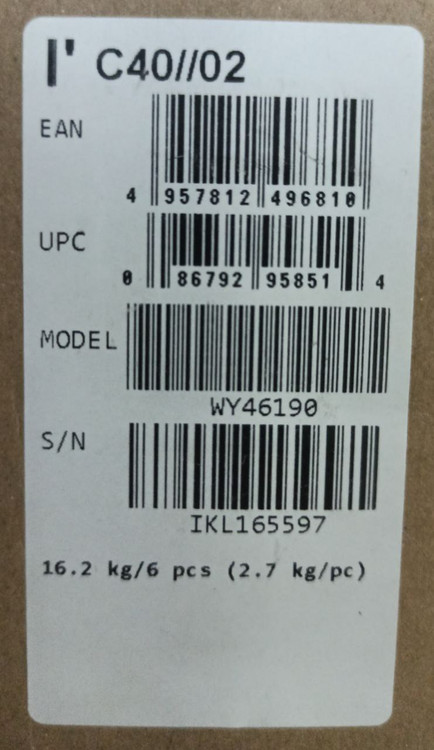 I' C40//02
EAN
4 957812 496810
UPC
0 86792 95851 4
MODEL
WY46190
S/N
IKL165597
16.2 kg/6 pcs (2.7 kg/pc)